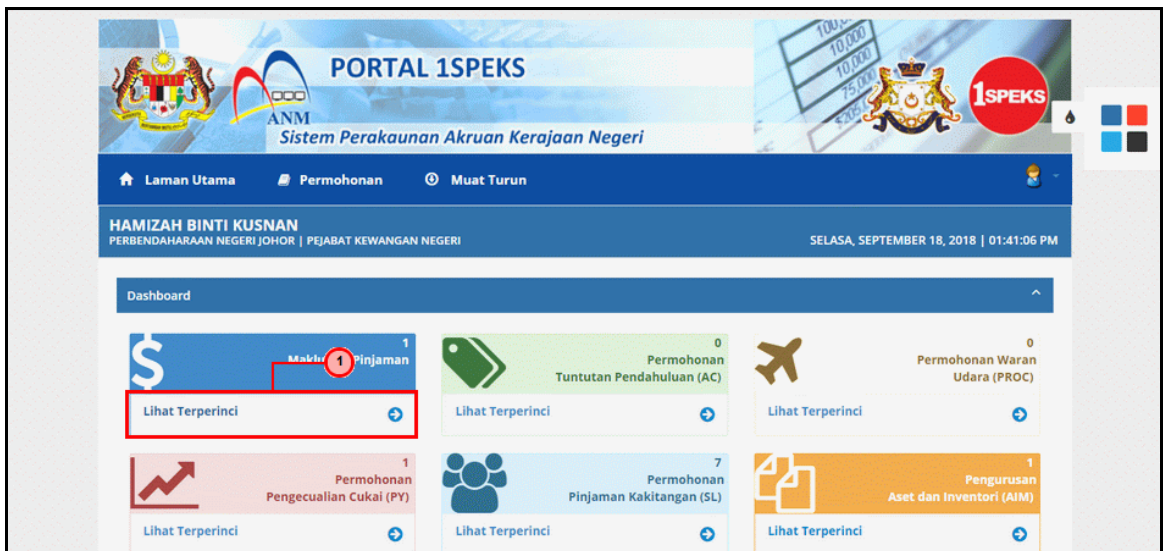 PORTAL 1SPEKS
ANM
Sistem Perakaunan Akruan Kerajaan Negeri
1SPEKS
Laman Utama Permohonan Muat Turun
HAMIZAH BINTI KUSNAN
PERBENDAHARAAN NEGERI JOHOR | PEJABAT KEWANGAN NEGERI
SELASA, SEPTEMBER 18, 2018 | 01:41:06 PM
Dashboard
1
1 Pinjaman
Lihat Terperinci
0
Permohonan
Tuntutan Pendahuluan (AC)
Lihat Terperinci
0
Permohonan Waran
Udara (PROC)
Lihat Terperinci
1
Permohonan
Pengecualian Cukai (PY)
Lihat Terperinci
7
Permohonan
Pinjaman Kakitangan (SL)
Lihat Terperinci
1
Pengurusan
Aset dan Inventori (AIM)
Lihat Terperinci